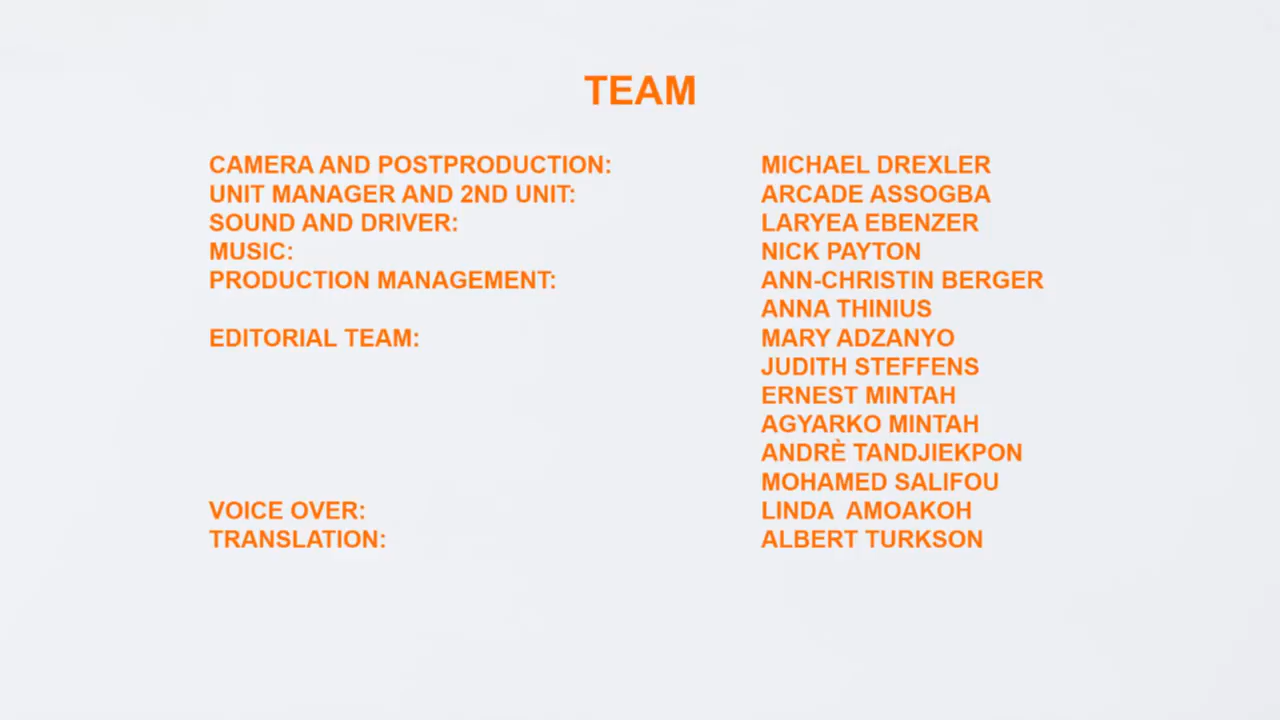 TEAM
CAMERA AND POSTPRODUCTION: MICHAEL DREXLER
UNIT MANAGER AND 2ND UNIT: ARCADE ASSOGBA
SOUND AND DRIVER: LARYEA EBENZER
MUSIC: NICK PAYTON
PRODUCTION MANAGEMENT: ANN-CHRISTIN BERGER
ANNA THINIUS
EDITORIAL TEAM: MARY ADZANYO
JUDITH STEFFENS
ERNEST MINTAH
AGYARKO MINTAH
ANDRÈ TANDJIEKPON
MOHAMED SALIFOU
VOICE OVER: LINDA  AMOAKOH
TRANSLATION: ALBERT TURKSON